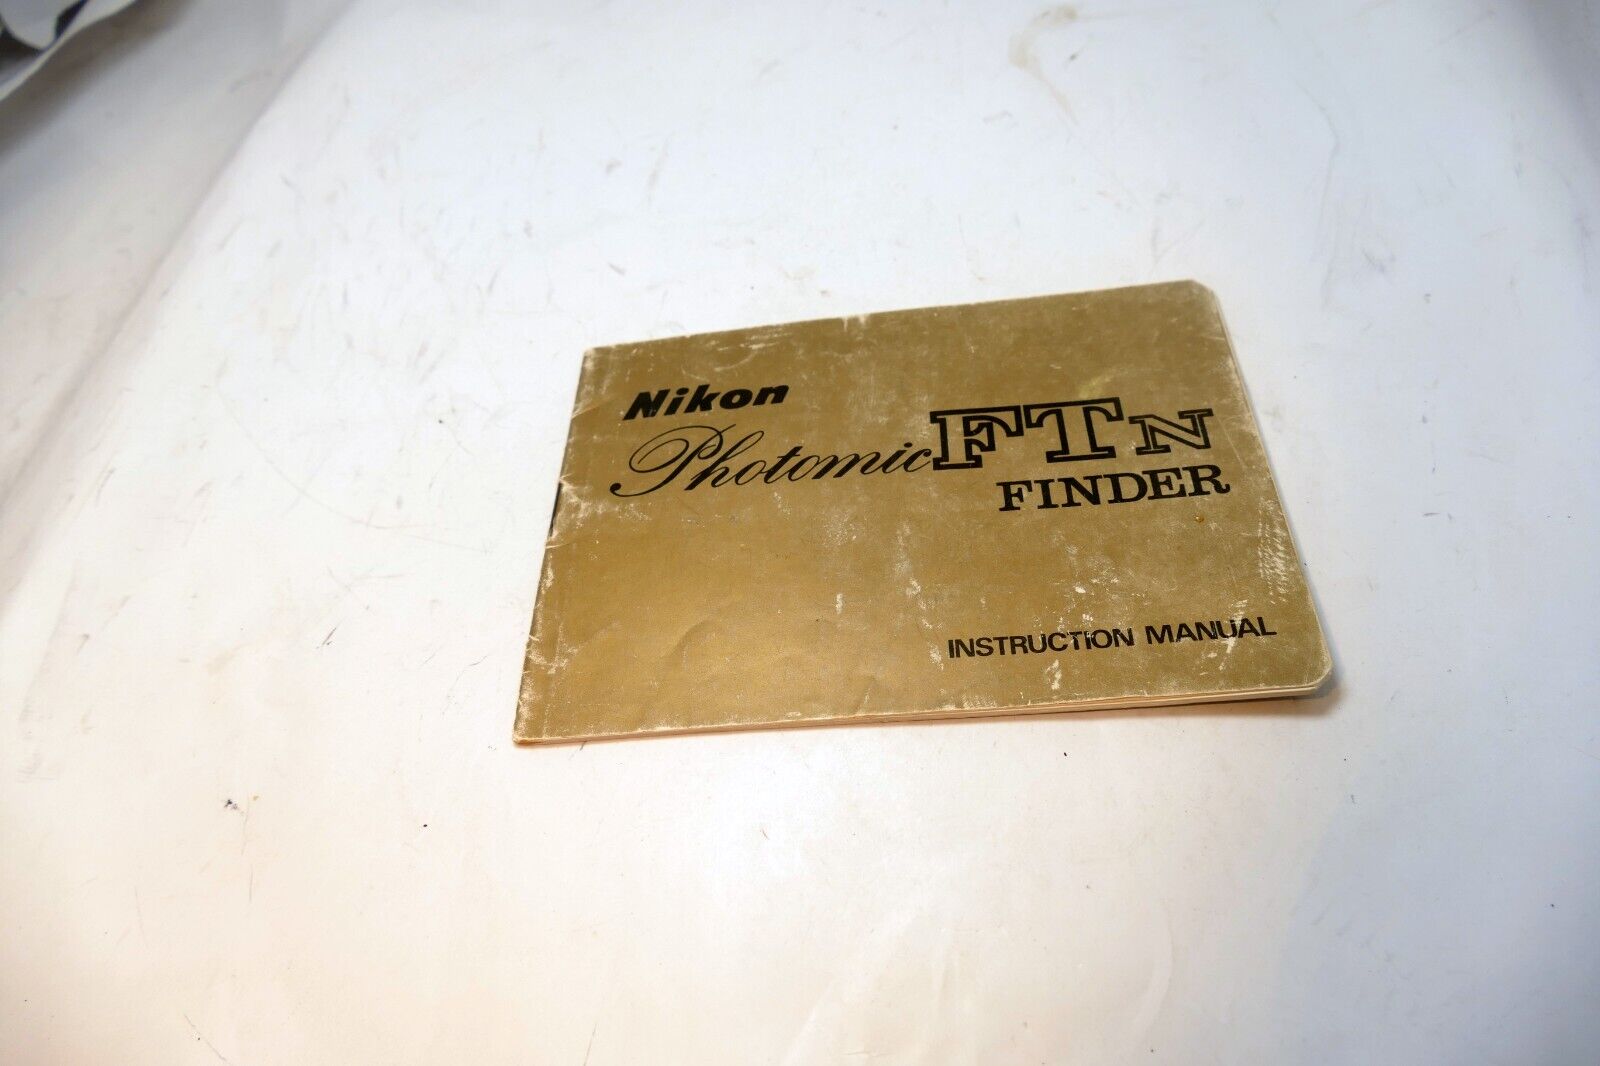 Nikon
Photomic FTN
FINDER
INSTRUCTION MANUAL